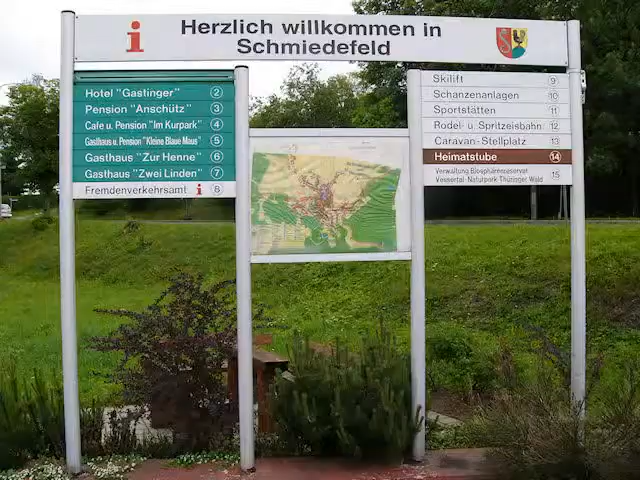 i Herzlich willkommen in
Schmiedefeld
Hotel "Gastinger" 2
Pension "Anschütz" 3
Cafe u. Pension "Im Kurpark" 4
Gasthaus u. Pension "Kleine Blaue Maus" 5
Gasthaus "Zur Henne" 6
Gasthaus "Zwei Linden" 7
Fremdenverkehrsamt i 8
Skilift 9
Schanzenanlagen 10
Sportstätten 11
Rodel- u. Spritzeisbahn 12
Caravan-Stellplatz 13
Heimatstube 14
Verwaltung Biosphärenreservat 15
Vessertal-Naturpark Thüringer Wald